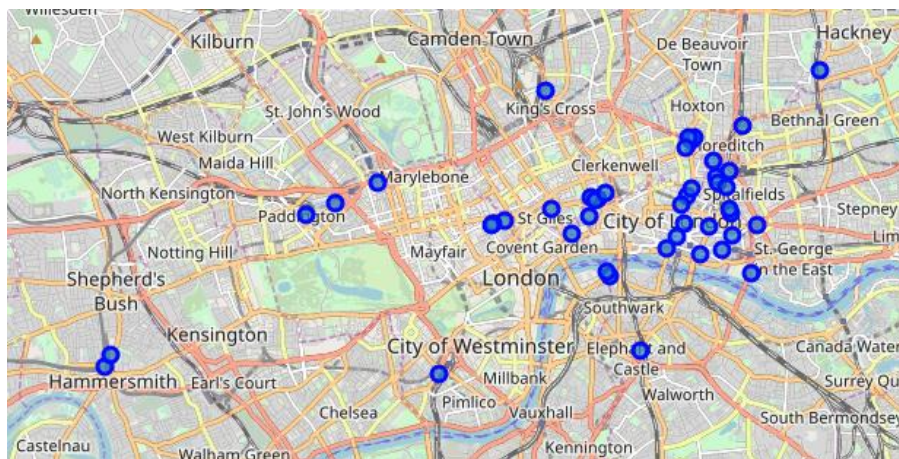 Willesden
Kilburn
Camden Town
De Beauvoir
Town
Hackney
St. John's Wood
King's Cross
Hoxton
Bethnal Green
West Kilburn
Maida Hill
Clerkenwell
Shoreditch
Marylebone
North Kensington
Spitalfields
Paddington
St Giles
City of London
Stepney
Notting Hill
Mayfair
Covent Garden
St. George
in the East
Lim
Shepherd's
Bush
London
Southwark
Kensington
City of Westminster
Elephant and
Castle
Canada Water
Hammersmith
Earl's Court
Millbank
Surrey Qu
Pimlico
Walworth
Chelsea
Vauxhall
South Bermondsey
Castelnau
Walham Green
Kennington